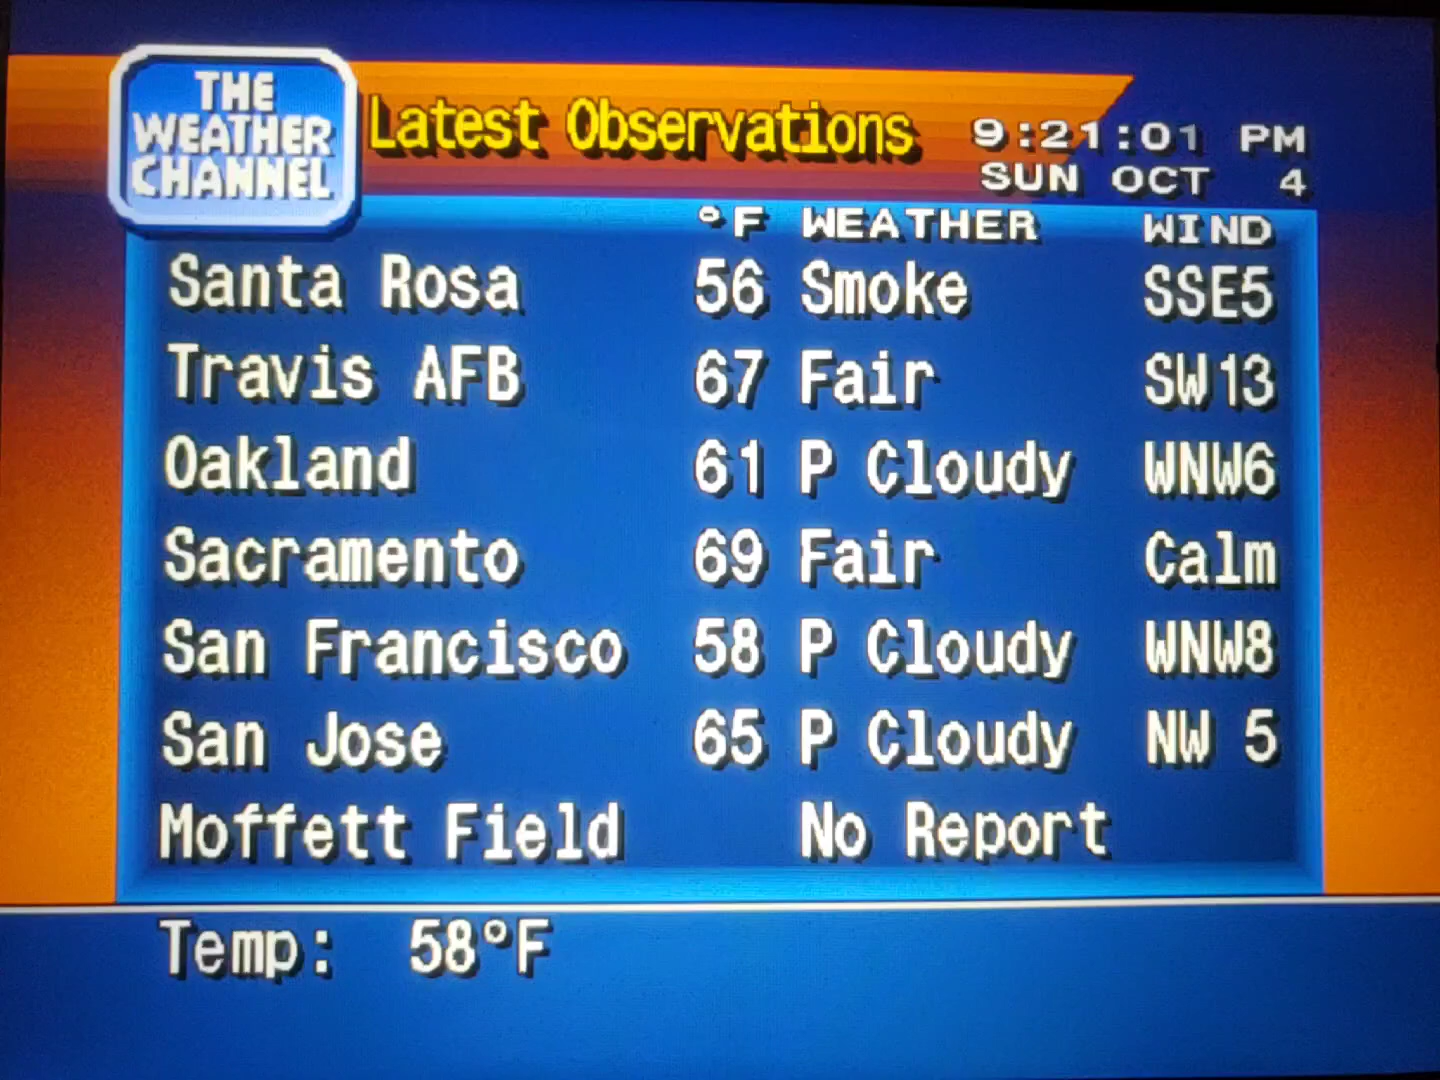 THE
WEATHER
CHANNEL
Latest Observations
9:21:01 PM
SUN OCT 4
°F WEATHER WIND
Santa Rosa 56 Smoke SSE5
Travis AFB 67 Fair SW13
Oakland 61 P Cloudy WNW6
Sacramento 69 Fair Calm
San Francisco 58 P Cloudy WNW8
San Jose 65 P Cloudy NW 5
Moffett Field No Report
Temp: 58°F